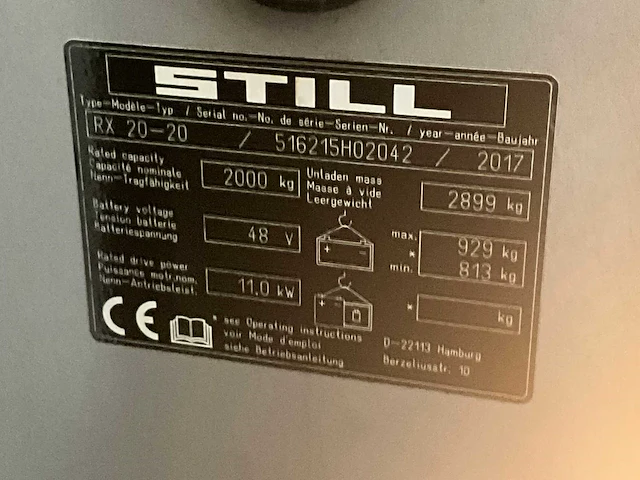 STILL
Type-Modèle-Typ / Serial no.-No. de série-Serien-Nr. / year-année-Baujahr
RX 20-20 / 516215H02042 / 2017
Rated capacity
Capacité nominale
Nenn-Tragfähigkeit
2000 kg
Unladen mass
Masse à vide
Leergewicht
2899 kg
Battery voltage
Tension batterie
Batteriespannung
48 V
max. 929 kg
*
min. 813 kg
Rated drive power
Puissance motr.nom.
Nenn-Antriebsleist.
11.0 kW
* kg
CE
* see Operating instructions
voir Mode d'emploi
siehe Betriebsanleitung
D-22113 Hamburg
Berzeliusstr. 10